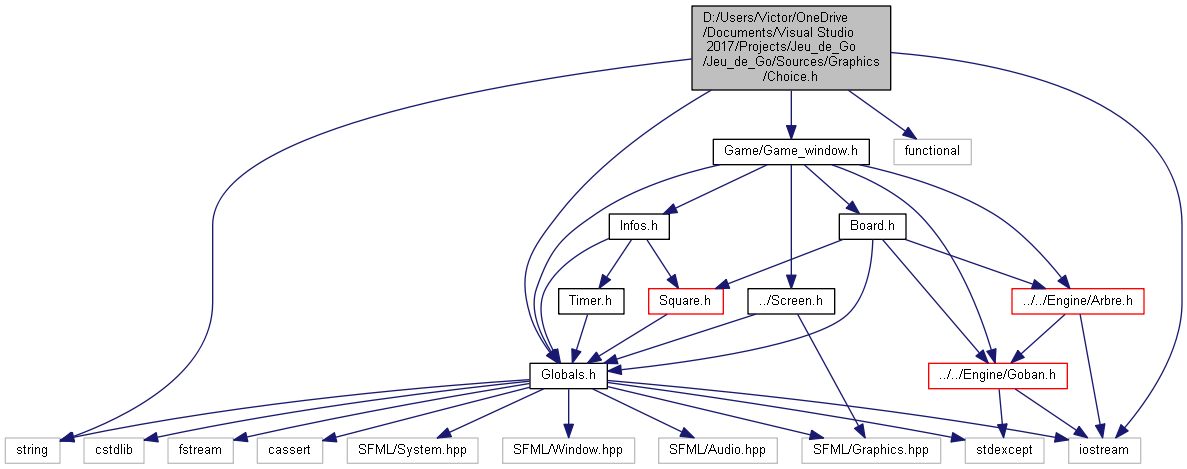 D:/Users/Victor/OneDrive
/Documents/Visual Studio
2017/Projects/Jeu_de_Go
/Jeu_de_Go/Sources/Graphics
/Choice.h
Game/Game_window.h
functional
Infos.h
Board.h
Timer.h
Square.h
../Screen.h
../../Engine/Arbre.h
Globals.h
../../Engine/Goban.h
string
cstdlib
fstream
cassert
SFML/System.hpp
SFML/Window.hpp
SFML/Audio.hpp
SFML/Graphics.hpp
stdexcept
iostream